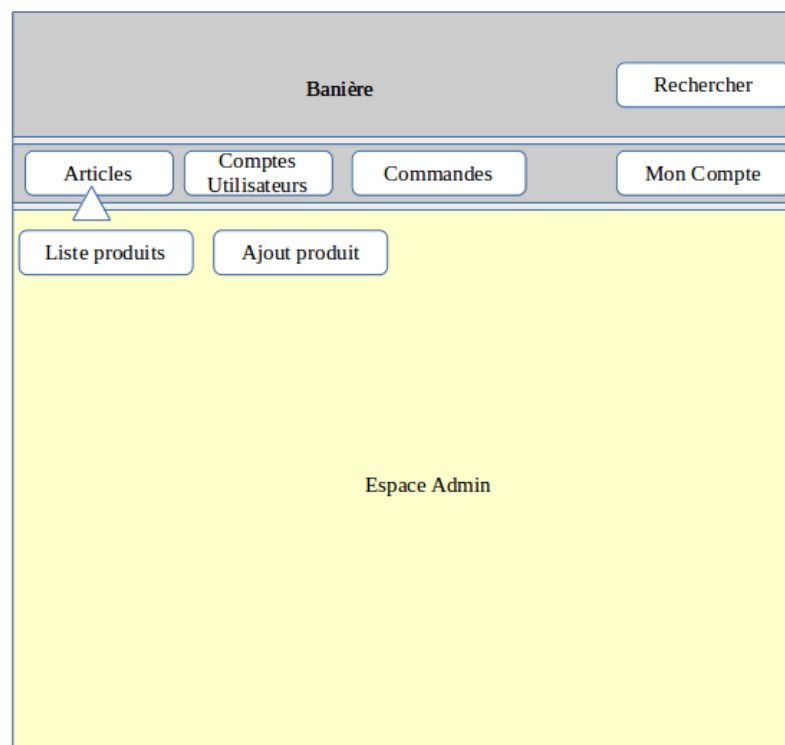 Banière
Rechercher
Articles
Comptes
Utilisateurs
Commandes
Mon Compte
Liste produits
Ajout produit
Espace Admin